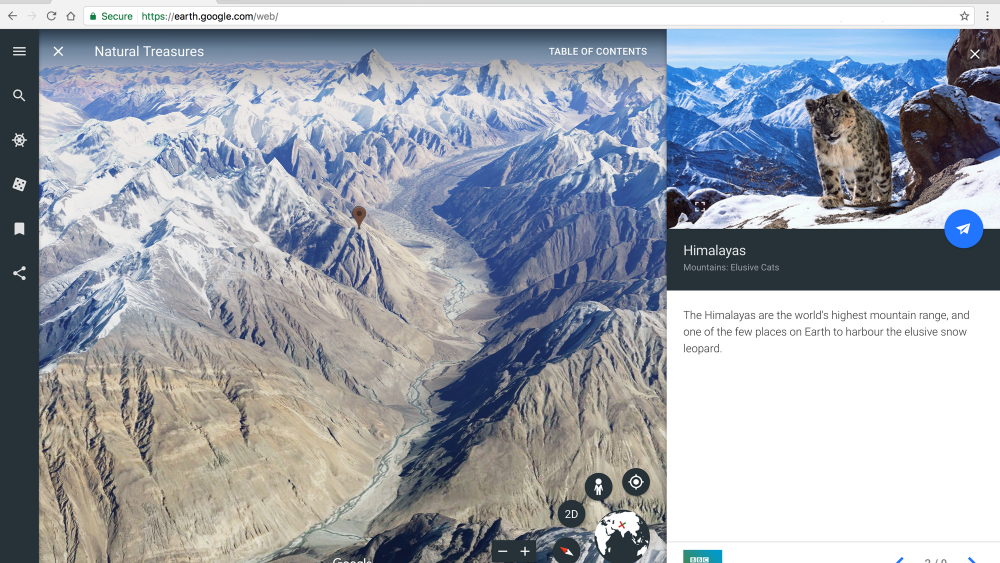 Secure
https://earth.google.com/web/
Natural Treasures
TABLE OF CONTENTS
Himalayas
Mountains: Elusive Cats
The Himalayas are the world's highest mountain range, and
one of the few places on Earth to harbour the elusive snow
leopard.
2D
Google
BBC